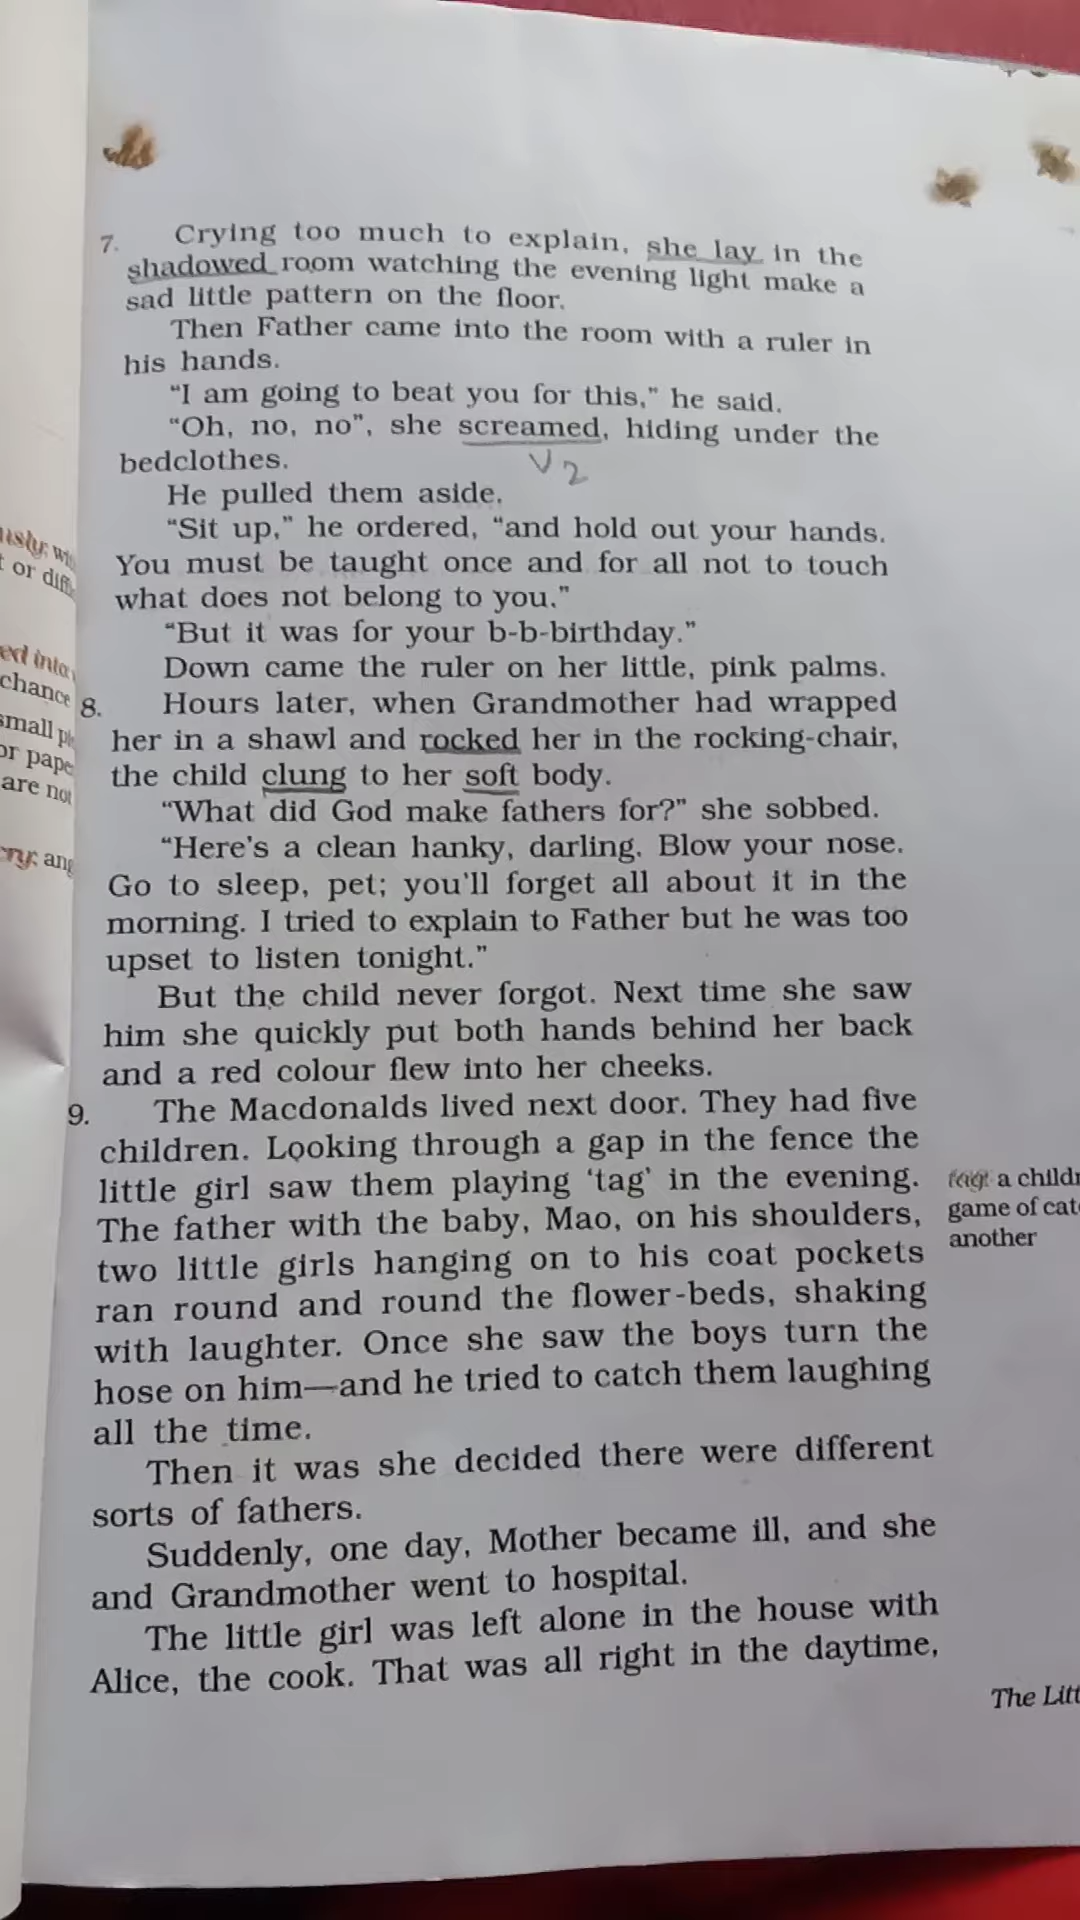 7. Crying too much to explain, she lay in the
shadowed room watching the evening light make a
sad little pattern on the floor.
Then Father came into the room with a ruler in
his hands.
“I am going to beat you for this,” he said.
“Oh, no, no”, she screamed, hiding under the
bedclothes.
V2
He pulled them aside.
“Sit up,” he ordered, “and hold out your hands.
You must be taught once and for all not to touch
what does not belong to you.”
“But it was for your b-b-birthday.”
Down came the ruler on her little, pink palms.
8. Hours later, when Grandmother had wrapped
her in a shawl and rocked her in the rocking-chair,
the child clung to her soft body.
“What did God make fathers for?” she sobbed.
“Here's a clean hanky, darling. Blow your nose.
Go to sleep, pet; you'll forget all about it in the
morning. I tried to explain to Father but he was too
upset to listen tonight.”
But the child never forgot. Next time she saw
him she quickly put both hands behind her back
and a red colour flew into her cheeks.
9. The Macdonalds lived next door. They had five
children. Looking through a gap in the fence the
little girl saw them playing ‘tag’ in the evening.
The father with the baby, Mao, on his shoulders,
two little girls hanging on to his coat pockets
ran round and round the flower-beds, shaking
with laughter. Once she saw the boys turn the
hose on him—and he tried to catch them laughing
all the time.
Then it was she decided there were different
sorts of fathers.
Suddenly, one day, Mother became ill, and she
and Grandmother went to hospital.
The little girl was left alone in the house with
Alice, the cook. That was all right in the daytime,
tag: a
game of
another
The
or
chance
small
or
are not